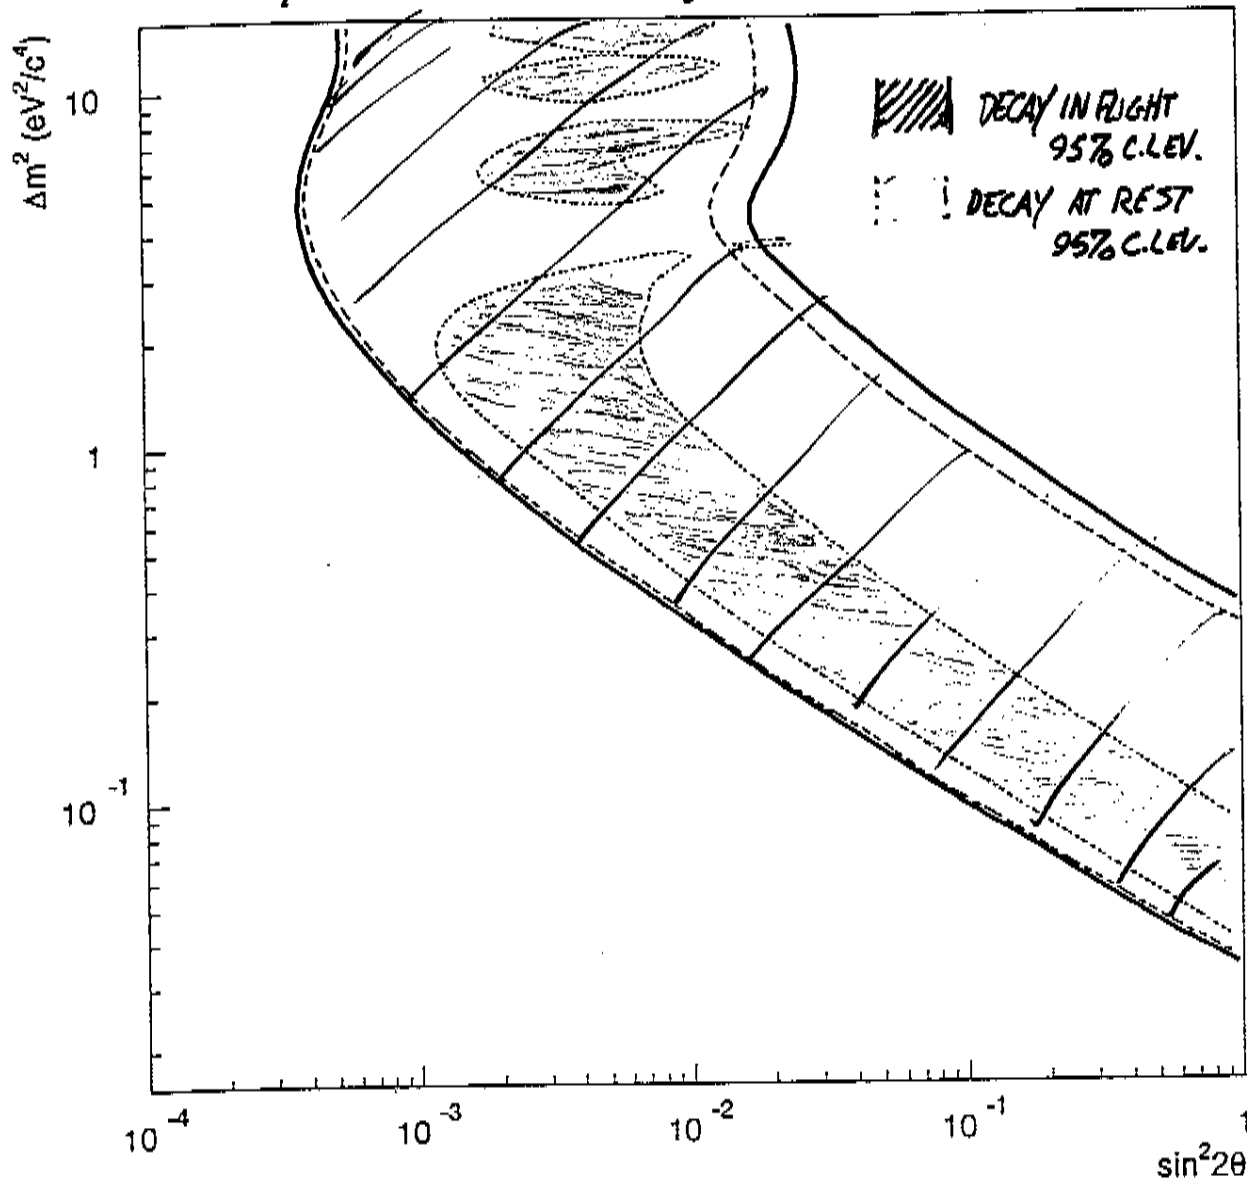 Δm² (eV²/c⁴)
10
1
10⁻¹
DECAY IN FLIGHT
95% C.LEV.
DECAY AT REST
95% C.LEV.
10⁻⁴ 10⁻³ 10⁻² 10⁻¹ 1
sin²2θ